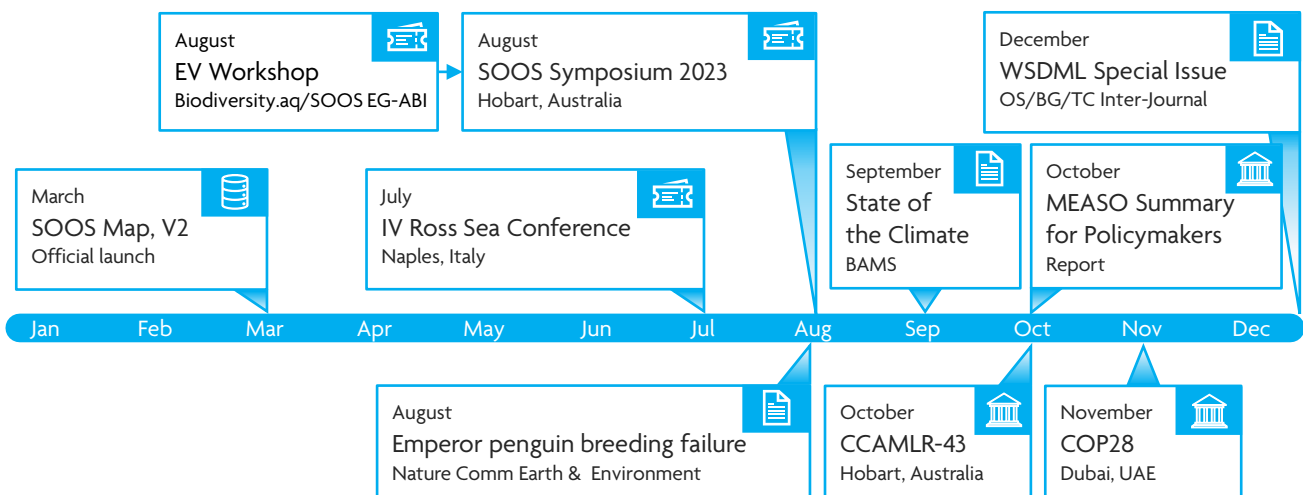 August
EV Workshop
Biodiversity.aq/SOOS EG-ABI
August
SOOS Symposium 2023
Hobart, Australia
December
WSDML Special Issue
OS/BG/TC Inter-Journal
March
SOOS Map, V2
Official launch
July
IV Ross Sea Conference
Naples, Italy
September
State of
the Climate
BAMS
October
MEASO Summary
for Policymakers
Report
Jan Feb Mar Apr May Jun Jul Aug Sep Oct Nov Dec
August
Emperor penguin breeding failure
Nature Comm Earth & Environment
October
CCAMLR-43
Hobart, Australia
November
COP28
Dubai, UAE